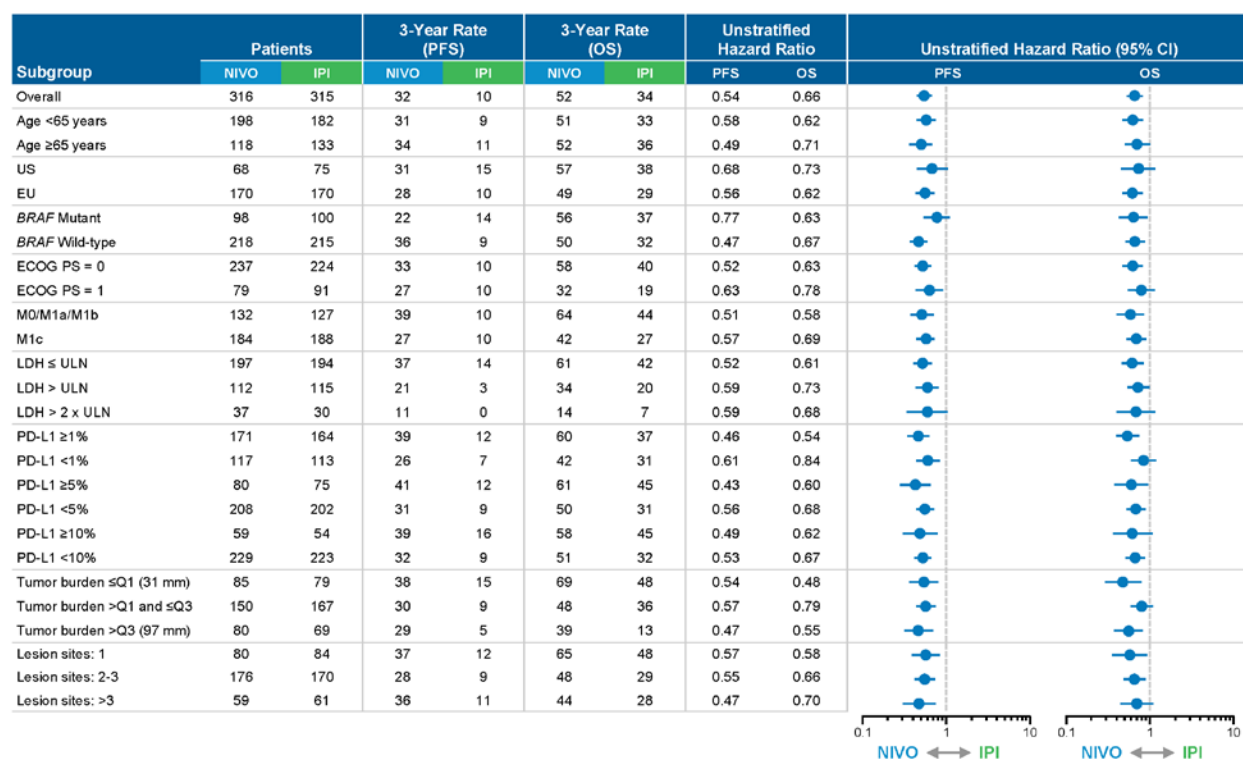 3-Year Rate (PFS) 3-Year Rate (OS) Unstratified Hazard Ratio
Patients Unstratified Hazard Ratio (95% CI)
Subgroup NIVO IPI NIVO IPI NIVO IPI PFS OS PFS OS
Overall 316 315 32 10 52 34 0.54 0.66
Age <65 years 198 182 31 9 51 33 0.58 0.62
Age ≥65 years 118 133 34 11 52 36 0.49 0.71
US 68 75 31 15 57 38 0.68 0.73
EU 170 170 28 10 49 29 0.56 0.62
BRAF Mutant 98 100 22 14 56 37 0.77 0.63
BRAF Wild-type 218 215 36 9 50 32 0.47 0.67
ECOG PS = 0 237 224 33 10 58 40 0.52 0.63
ECOG PS = 1 79 91 27 10 32 19 0.63 0.78
M0/M1a/M1b 132 127 39 10 64 44 0.51 0.58
M1c 184 188 27 10 42 27 0.57 0.69
LDH ≤ ULN 197 194 37 14 61 42 0.52 0.61
LDH > ULN 112 115 21 3 34 20 0.59 0.73
LDH > 2 x ULN 37 30 11 0 14 7 0.59 0.68
PD-L1 ≥1% 171 164 39 12 60 37 0.46 0.54
PD-L1 <1% 117 113 26 7 42 31 0.61 0.84
PD-L1 ≥5% 80 75 41 12 61 45 0.43 0.60
PD-L1 <5% 208 202 31 9 50 31 0.56 0.68
PD-L1 ≥10% 59 54 39 16 58 45 0.49 0.62
PD-L1 <10% 229 223 32 9 51 32 0.53 0.67
Tumor burden ≤Q1 (31 mm) 85 79 38 15 69 48 0.54 0.48
Tumor burden >Q1 and ≤Q3 150 167 30 9 48 36 0.57 0.79
Tumor burden >Q3 (97 mm) 80 69 29 5 39 13 0.47 0.55
Lesion sites: 1 80 84 37 12 65 48 0.57 0.58
Lesion sites: 2-3 176 170 28 9 48 29 0.55 0.66
Lesion sites: >3 59 61 36 11 44 28 0.47 0.70
0.1 1 10 0.1 1 10
NIVO IPI NIVO IPI